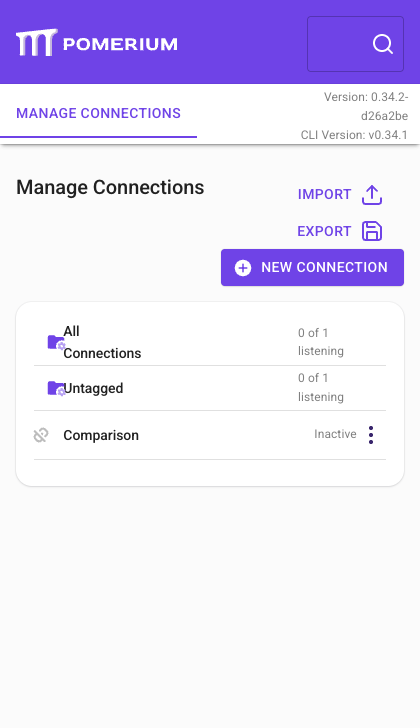 POMERIUM
MANAGE CONNECTIONS
Version: 0.34.2-
d26a2be
CLI Version: v0.34.1
Manage Connections
IMPORT
EXPORT
NEW CONNECTION
All
Connections
0 of 1
listening
Untagged
0 of 1
listening
Comparison
Inactive